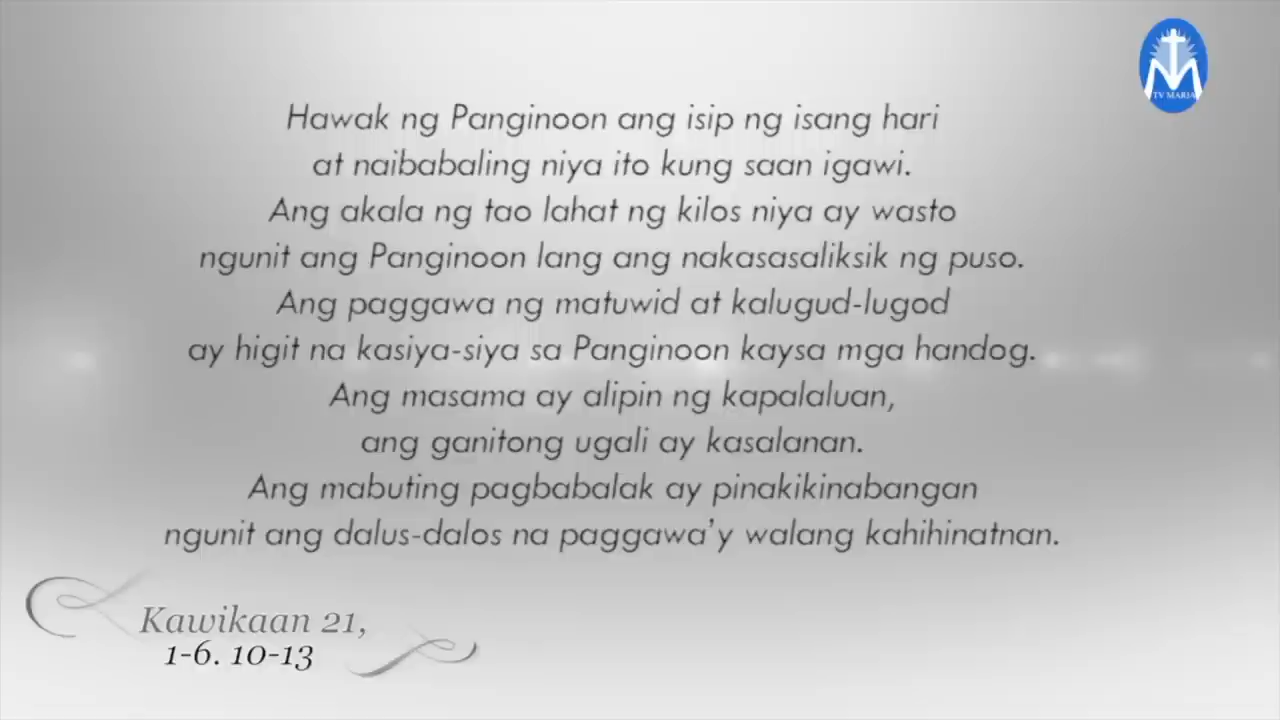 TV MARIA
Hawak ng Panginoon ang isip ng isang hari
at naibabaling niya ito kung saan igawi.
Ang akala ng tao lahat ng kilos niya ay wasto
ngunit ang Panginoon lang ang nakasasaliksik ng puso.
Ang paggawa ng matuwid at kalugud-lugod
ay higit na kasiya-siya sa Panginoon kaysa mga handog.
Ang masama ay alipin ng kapalaluan,
ang ganitong ugali ay kasalanan.
Ang mabuting pagbabalak ay pinakikinabangan
ngunit ang dalus-dalos na paggawa’y walang kahihinatnan.
Kawikaan 21,
1-6. 10-13